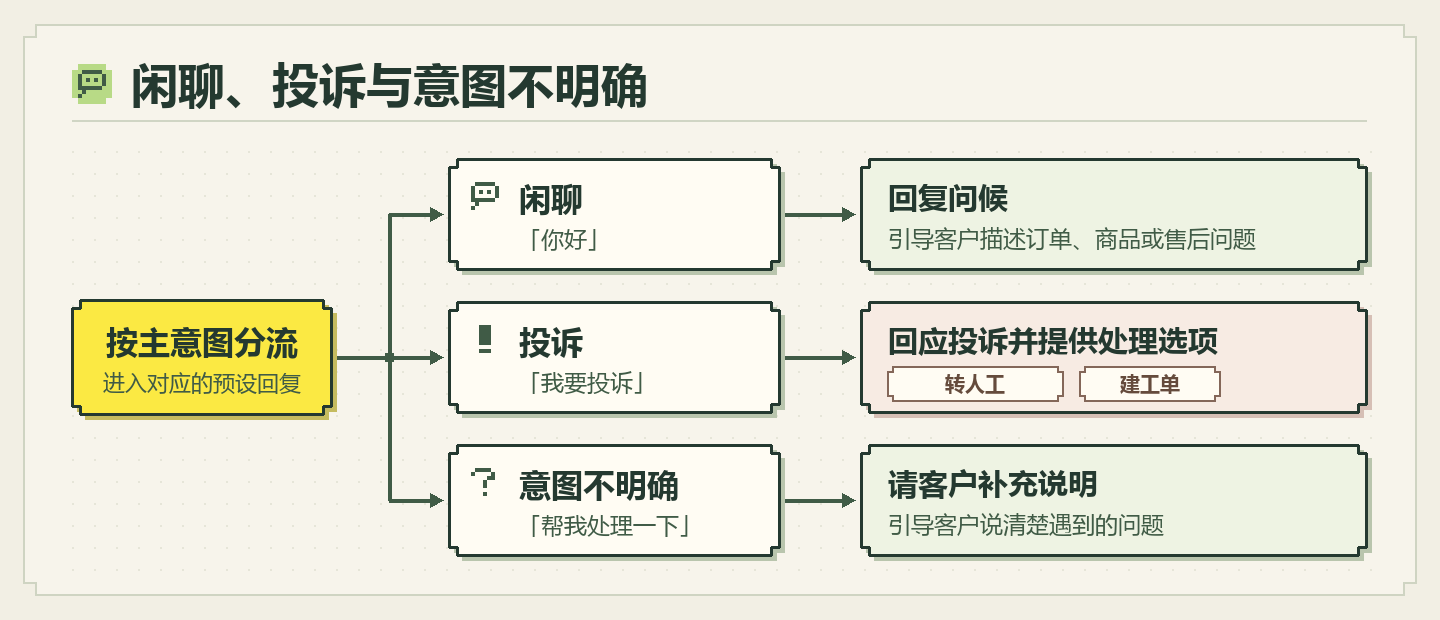 闲聊、投诉与意图不明确
按主意图分流
进入对应的预设回复
闲聊
「你好」
回复问候
引导客户描述订单、商品或售后问题
投诉
「我要投诉」
回应投诉并提供处理选项
转人工
建工单
意图不明确
「帮我处理一下」
请客户补充说明
引导客户说清楚遇到的问题